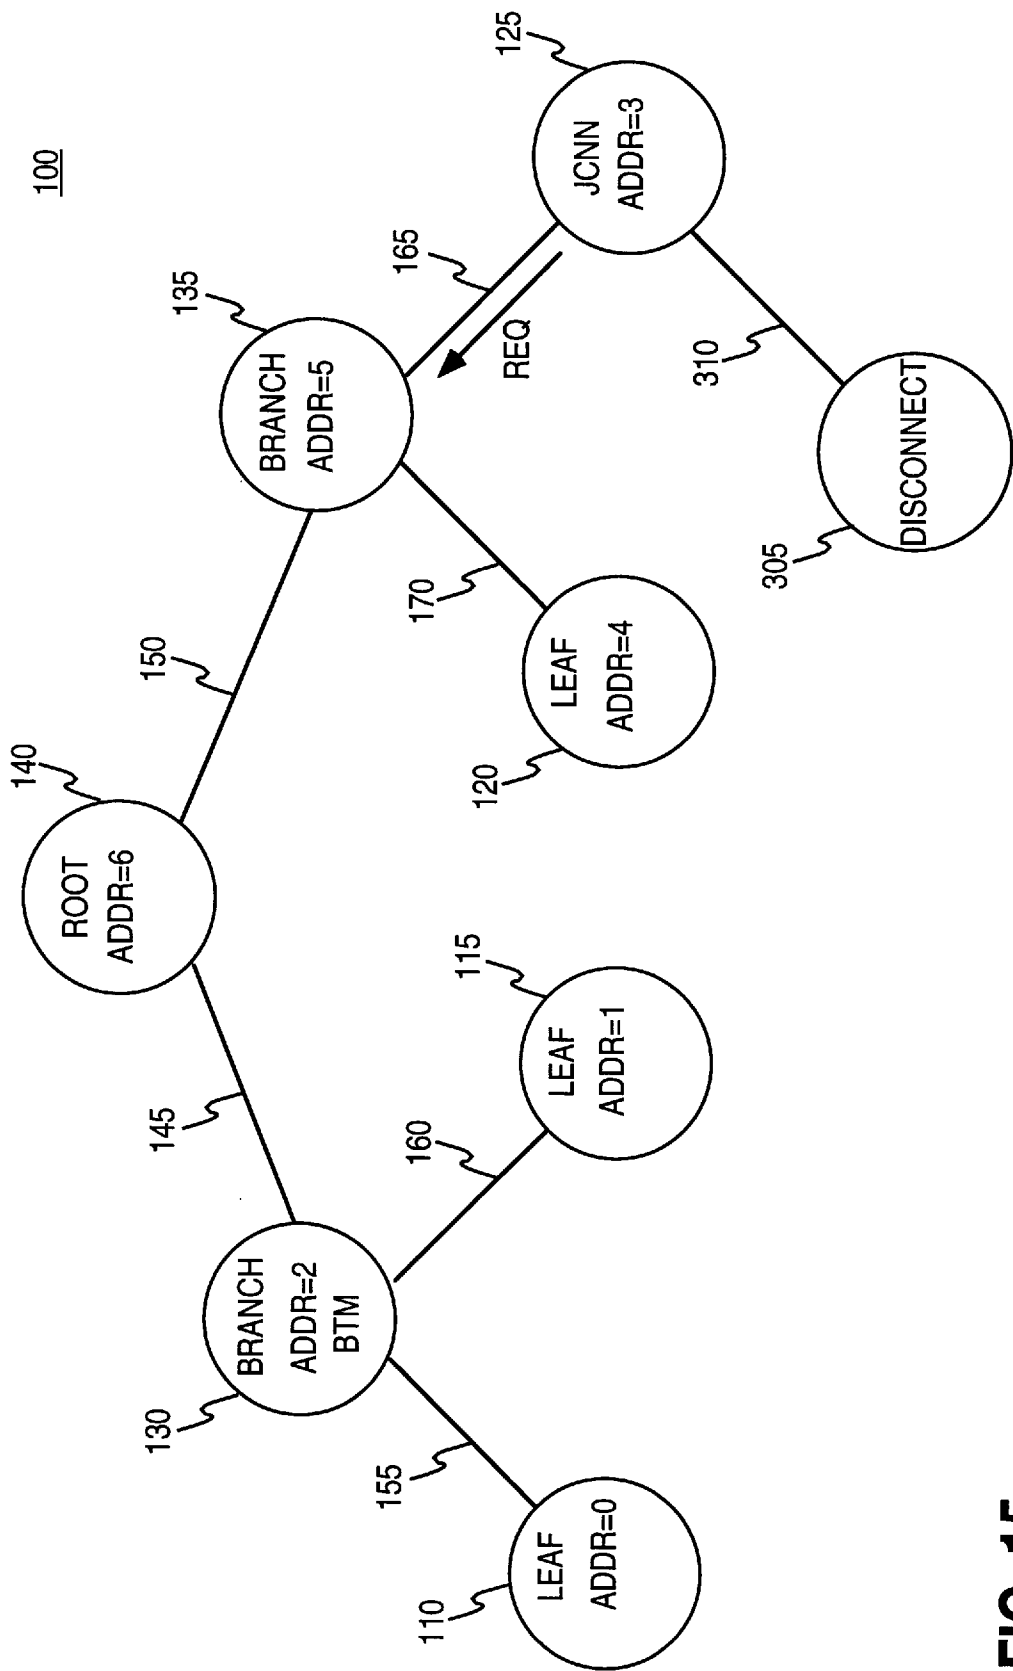 100
140
ROOT
ADDR=6
145
150
130
BRANCH
ADDR=2
BTM
135
BRANCH
ADDR=5
155
160
170
165
REQ
110
LEAF
ADDR=0
115
LEAF
ADDR=1
120
LEAF
ADDR=4
125
JCNN
ADDR=3
310
305
DISCONNECT
FIG. 15